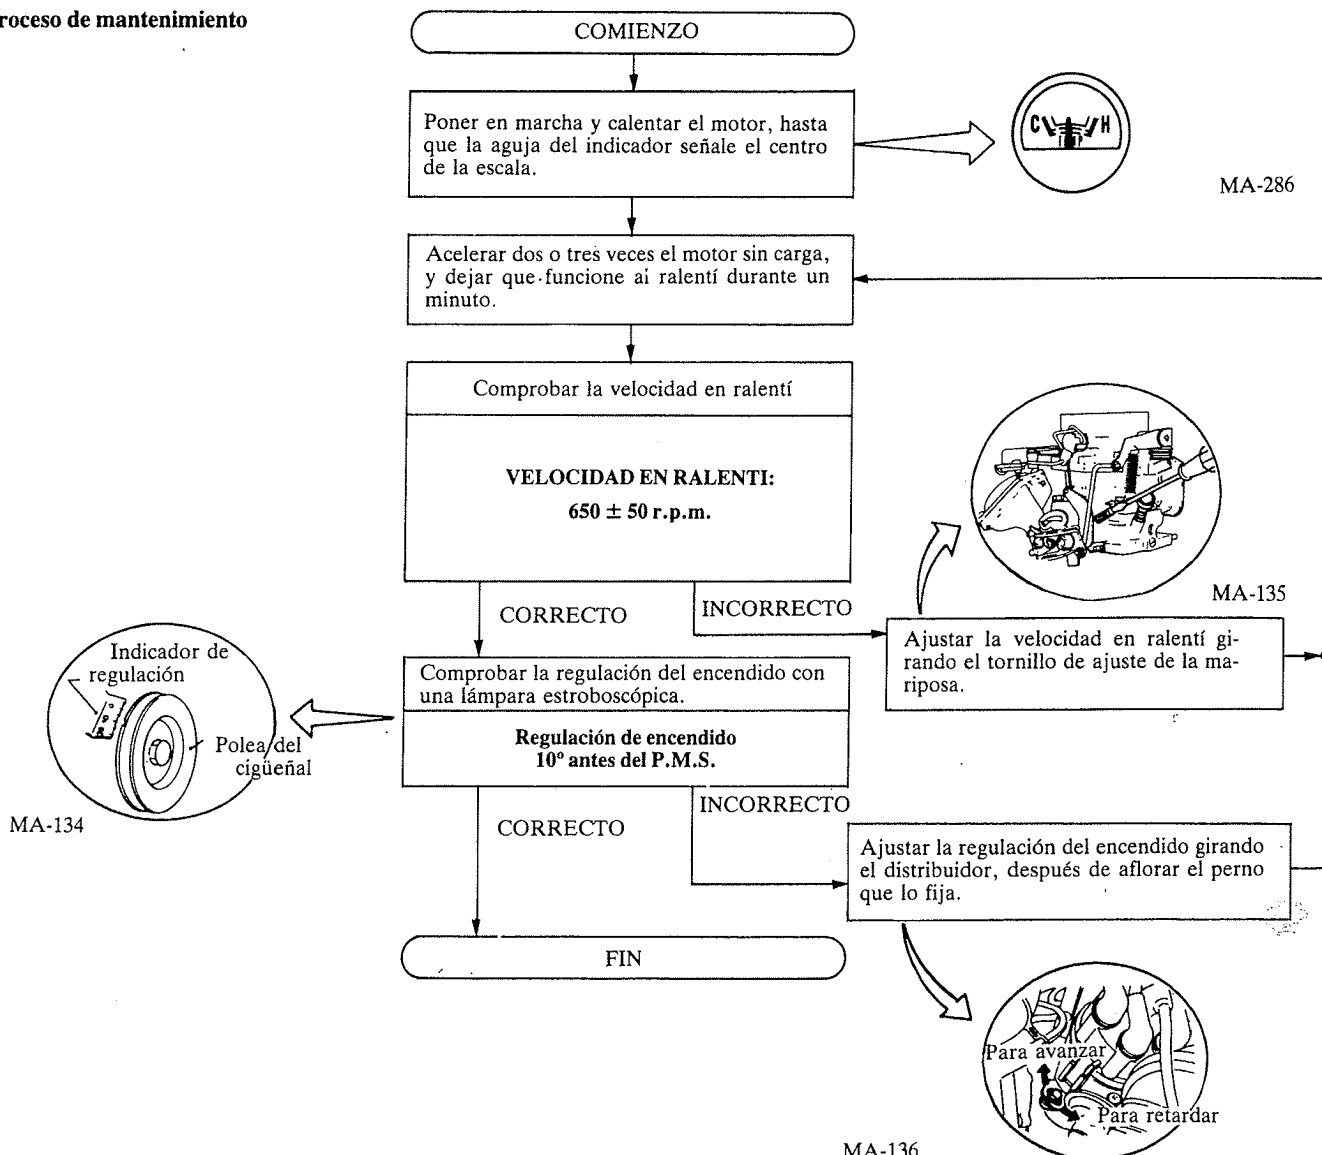 roceso de mantenimiento
COMIENZO
Poner en marcha y calentar el motor, hasta
que la aguja del indicador señale el centro
de la escala.
C H
MA-286
Acelerar dos o tres veces el motor sin carga,
y dejar que funcione al ralentí durante un
minuto.
Comprobar la velocidad en ralentí
VELOCIDAD EN RALENTI:
650 ± 50 r.p.m.
MA-135
CORRECTO
INCORRECTO
Ajustar la velocidad en ralentí gi-
rando el tornillo de ajuste de la ma-
riposa.
Indicador de
regulación
Polea del
cigüeñal
MA-134
Comprobar la regulación del encendido con
una lámpara estroboscópica.
Regulación de encendido
10º antes del P.M.S.
CORRECTO
INCORRECTO
Ajustar la regulación del encendido girando
el distribuidor, después de aflorar el perno
que lo fija.
FIN
Para avanzar
Para retardar
MA-136